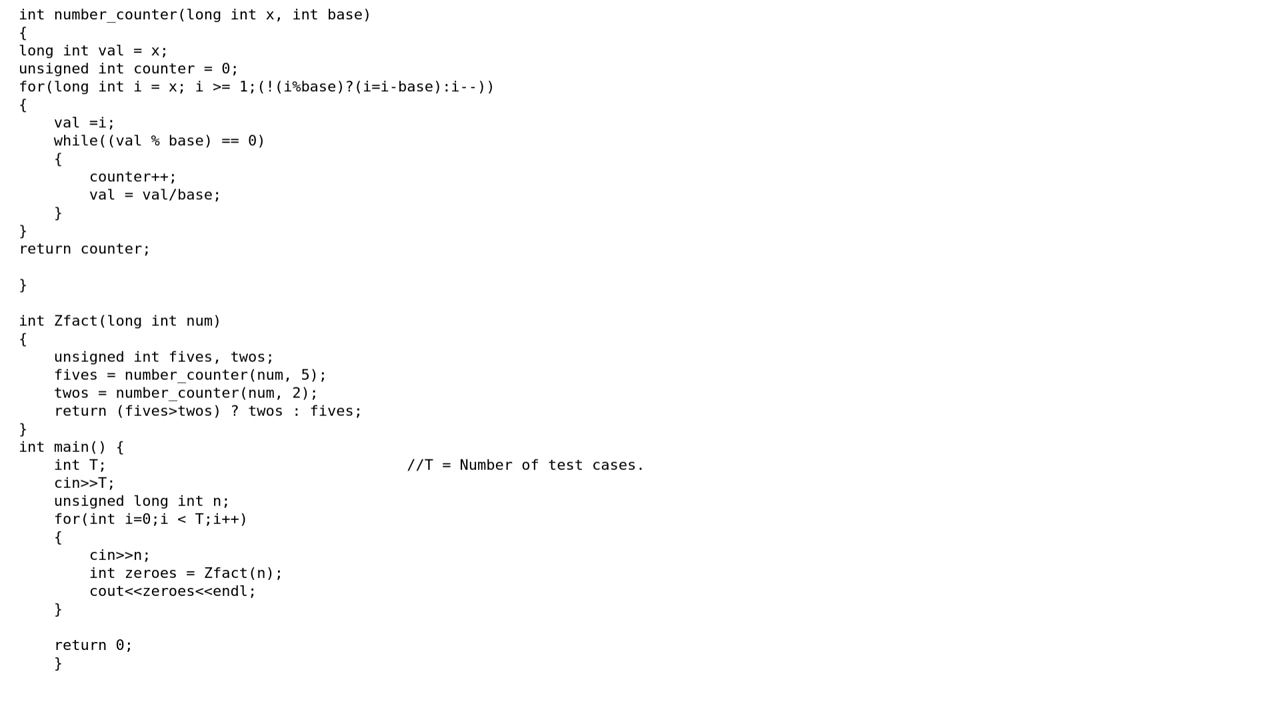 int number_counter(long int x, int base)
{
long int val = x;
unsigned int counter = 0;
for(long int i = x; i >= 1;(!(i%base)?(i=i-base):i--))
{
    val =i;
    while((val % base) == 0)
    {
        counter++;
        val = val/base;
    }
}
return counter;

}

int Zfact(long int num)
{
    unsigned int fives, twos;
    fives = number_counter(num, 5);
    twos = number_counter(num, 2);
    return (fives>twos) ? twos : fives;
}
int main() {
    int T;                                  //T = Number of test cases.
    cin>>T;
    unsigned long int n;
    for(int i=0;i < T;i++)
    {
        cin>>n;
        int zeroes = Zfact(n);
        cout<<zeroes<<endl;
    }

    return 0;
    }